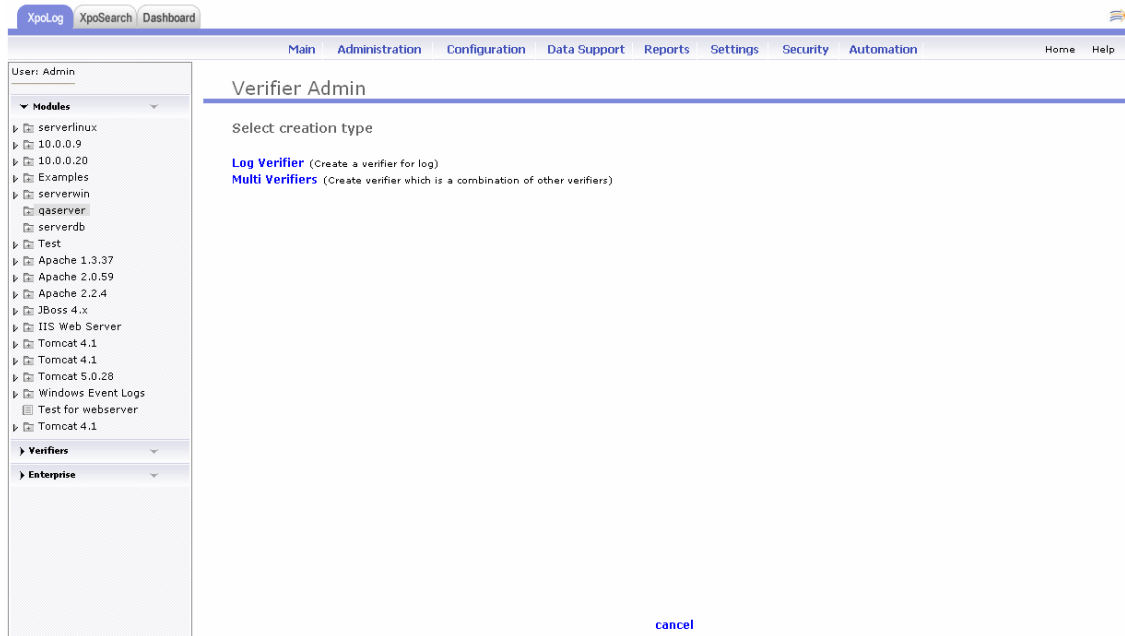 XpoLog XpoSearch Dashboard
Main Administration Configuration Data Support Reports Settings Security Automation Home Help
User: Admin
Modules
serverlinux
10.0.0.9
10.0.0.20
Examples
serverwin
qaserver
serverdb
Test
Apache 1.3.37
Apache 2.0.59
Apache 2.2.4
JBoss 4.x
IIS Web Server
Tomcat 4.1
Tomcat 4.1
Tomcat 5.0.28
Windows Event Logs
Test for webserver
Tomcat 4.1
Verifiers
Enterprise
Verifier Admin
Select creation type
Log Verifier (Create a verifier for log)
Multi Verifiers (Create verifier which is a combination of other verifiers)
cancel